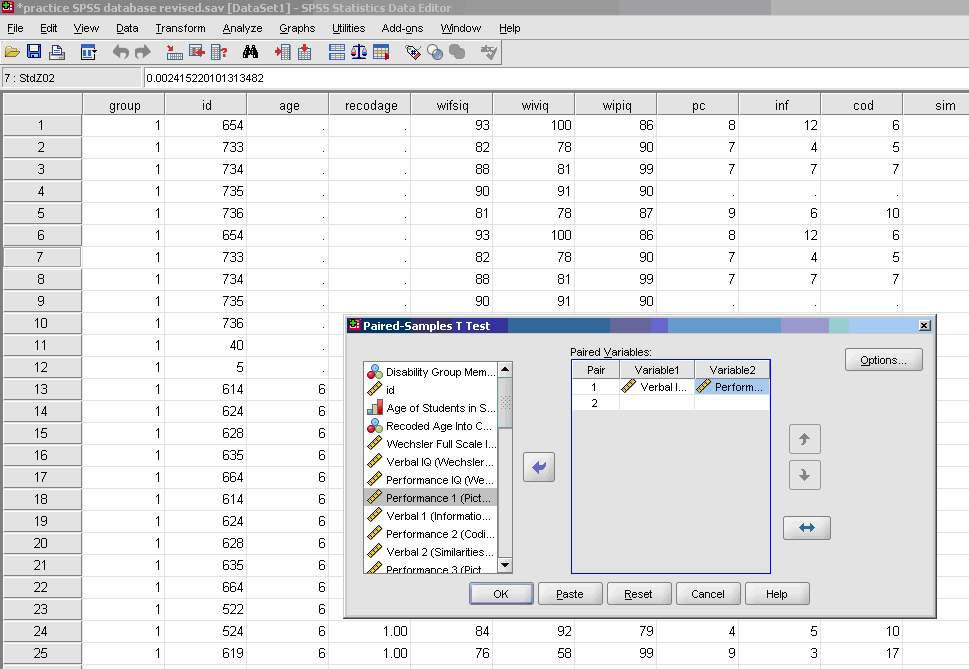 *practice SPSS database revised.sav [DataSet1] - SPSS Statistics Data Editor
File Edit View Data Transform Analyze Graphs Utilities Add-ons Window Help
7 : StdZ02 0.002415220101313482
group id age recodage wifsiq wiviq wipiq pc inf cod sim
1 1 654 . . 93 100 86 8 12 6
2 1 733 . . 82 78 90 7 4 5
3 1 734 . . 88 81 99 7 7 7
4 1 735 . . 90 91 90 . . .
5 1 736 . . 81 78 87 9 6 10
6 1 654 . . 93 100 86 8 12 6
7 1 733 . . 82 78 90 7 4 5
8 1 734 . . 88 81 99 7 7 7
9 1 735 . . 90 91 90 . . .
10 1 736 .
11 1 40 .
12 1 5 .
13 1 614 6
14 1 624 6
15 1 628 6
16 1 635 6
17 1 664 6
18 1 614 6
19 1 624 6
20 1 628 6
21 1 635 6
22 1 664 6
23 1 522 6
24 1 524 6 1.00 84 92 79 4 5 10
25 1 619 6 1.00 76 58 99 9 3 17
Paired-Samples T Test
Disability Group Mem...
id
Age of Students in S...
Recoded Age Into C...
Wechsler Full Scale I...
Verbal IQ (Wechsler...
Performance IQ (We...
Performance 1 (Pict...
Verbal 1 (Informatio...
Performance 2 (Codi...
Verbal 2 (Similarities...
Performance 3 (Pict...
Paired Variables:
Pair Variable1 Variable2
1 Verbal I... Perform...
2
Options...
OK Paste Reset Cancel Help